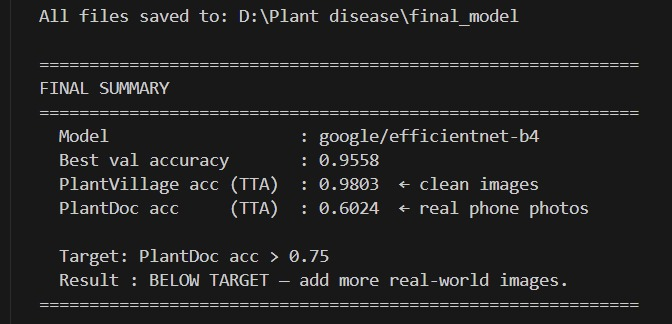 All files saved to: D:\Plant disease\final_model
============================================================
FINAL SUMMARY
============================================================
Model : google/efficientnet-b4
Best val accuracy : 0.9558
PlantVillage acc (TTA) : 0.9803 ← clean images
PlantDoc acc (TTA) : 0.6024 ← real phone photos
Target: PlantDoc acc > 0.75
Result : BELOW TARGET — add more real-world images.
============================================================